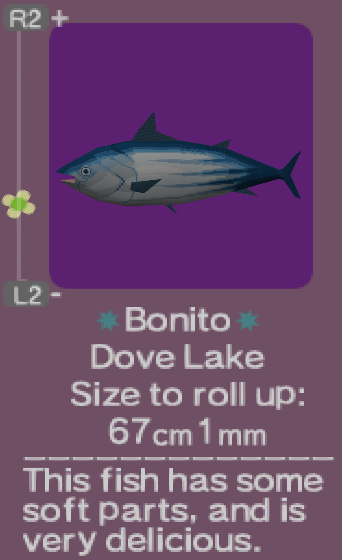 R2 +
L2 -
Bonito
Dove Lake
Size to roll up:
67cm 1mm
This fish has some
soft parts, and is
very delicious.